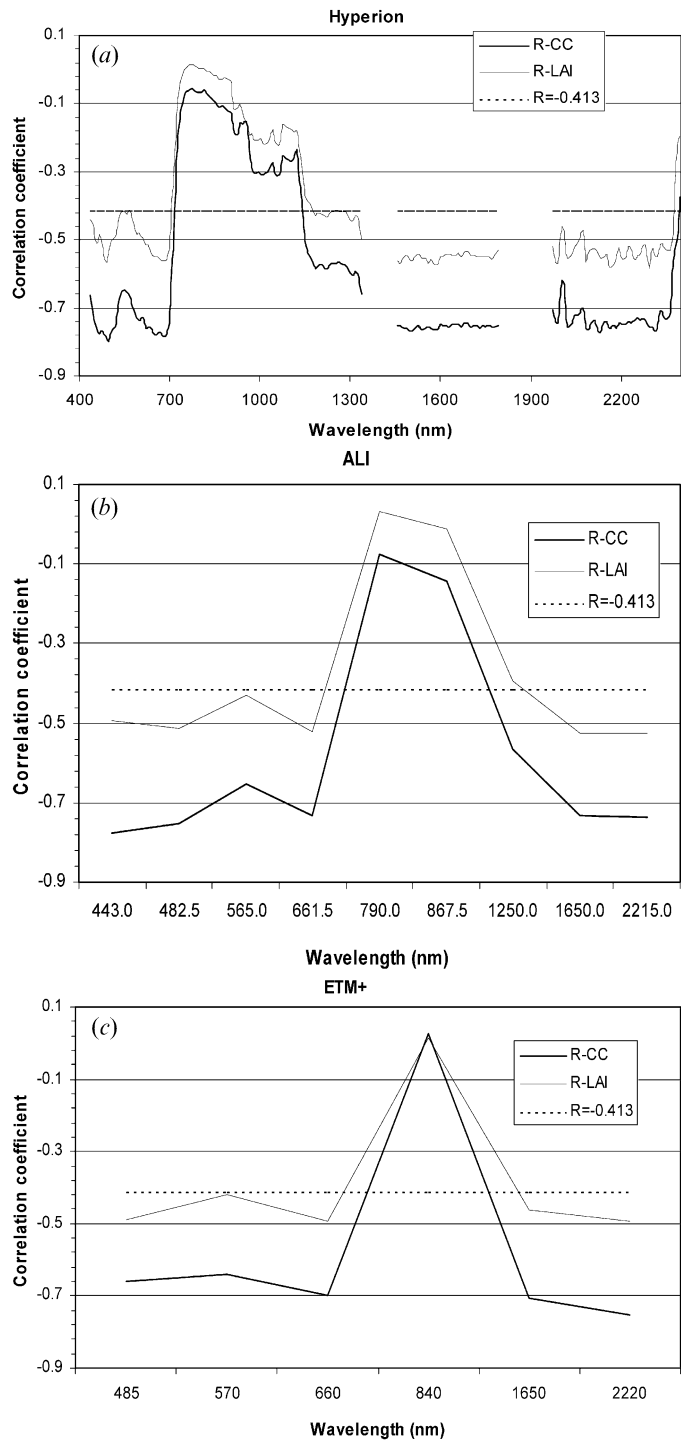 Hyperion
(a)
R-CC
R-LAI
R=-0.413
0.1
-0.1
-0.3
-0.5
-0.7
-0.9
Correlation coefficient
400 700 1000 1300 1600 1900 2200
Wavelength (nm)
ALI
(b)
R-CC
R-LAI
R=-0.413
0.1
-0.1
-0.3
-0.5
-0.7
-0.9
Correlation coefficient
443.0 482.5 565.0 661.5 790.0 867.5 1250.0 1650.0 2215.0
Wavelength (nm)
ETM+
(c)
R-CC
R-LAI
R=-0.413
0.1
-0.1
-0.3
-0.5
-0.7
-0.9
Correlation coefficient
485 570 660 840 1650 2220
Wavelength (nm)